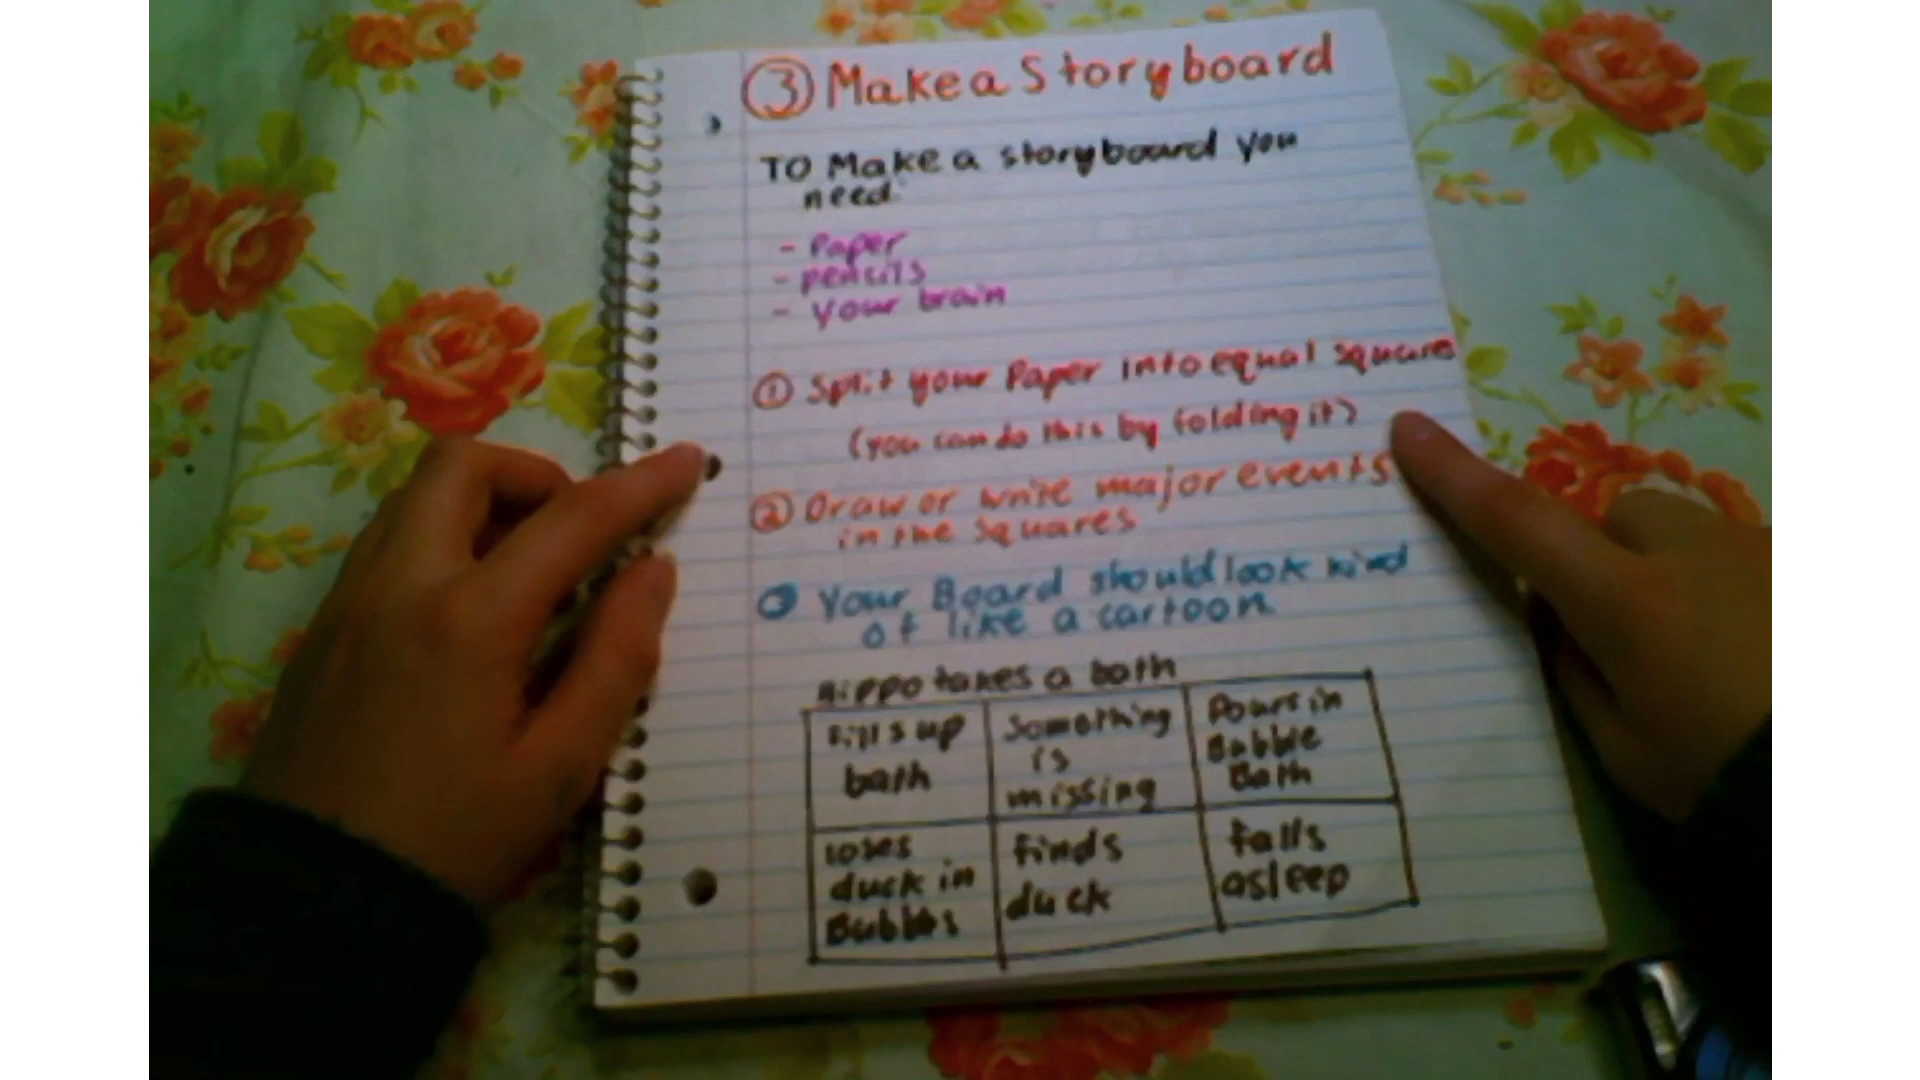 ③ Make a Storyboard
TO Make a storyboard you
need:
- Paper
- pencils
- Your brain
① Split your Paper into equal squares
(you can do this by folding it)
② Draw or write major events
in the squares
Your Board should look kind
of like a cartoon.
Hippo takes a bath
Fills up
bath
Something
is
missing
Pours in
Bubble
Bath
loses
duck in
Bubbles
finds
duck
falls
asleep